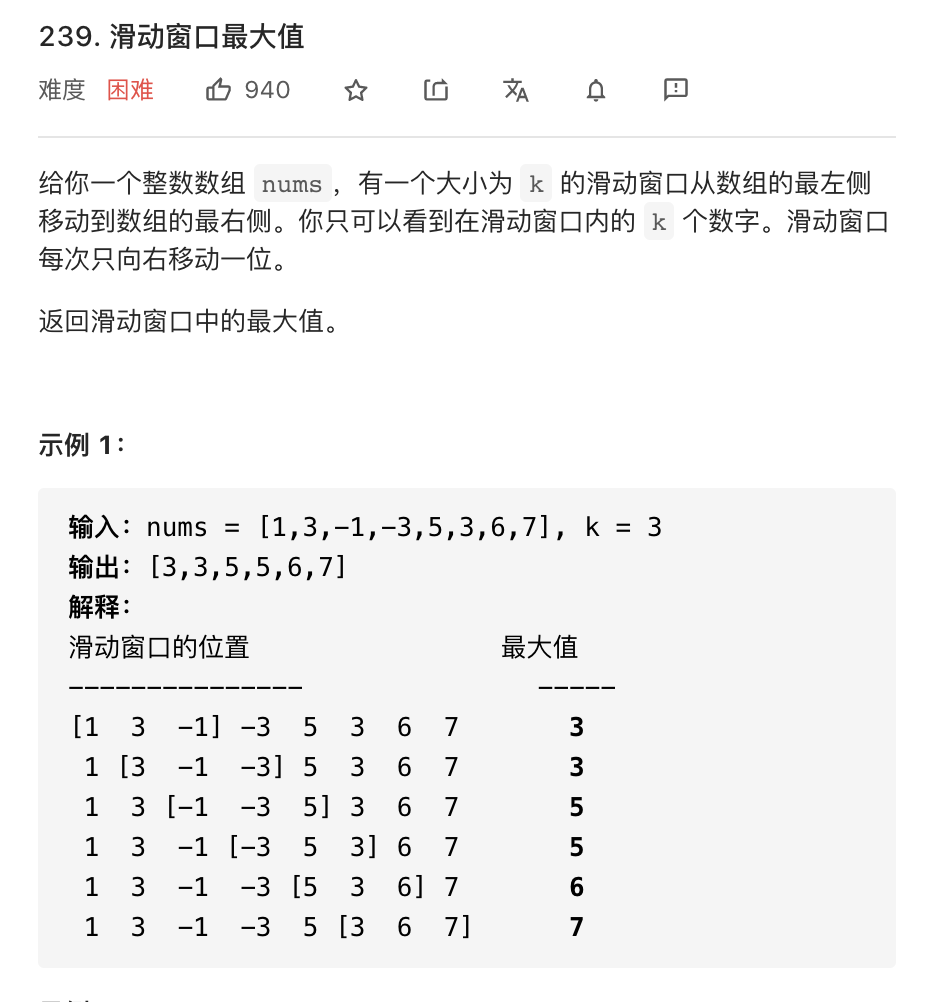 239. 滑动窗口最大值
难度 困难 940
给你一个整数数组 nums ，有一个大小为 k 的滑动窗口从数组的最左侧
移动到数组的最右侧。你只可以看到在滑动窗口内的 k 个数字。滑动窗口
每次只向右移动一位。
返回滑动窗口中的最大值。
示例 1：
输入：nums = [1,3,-1,-3,5,3,6,7], k = 3
输出：[3,3,5,5,6,7]
解释：
滑动窗口的位置 最大值
--------------- -----
[1 3 -1] -3 5 3 6 7 3
1 [3 -1 -3] 5 3 6 7 3
1 3 [-1 -3 5] 3 6 7 5
1 3 -1 [-3 5 3] 6 7 5
1 3 -1 -3 [5 3 6] 7 6
1 3 -1 -3 5 [3 6 7] 7